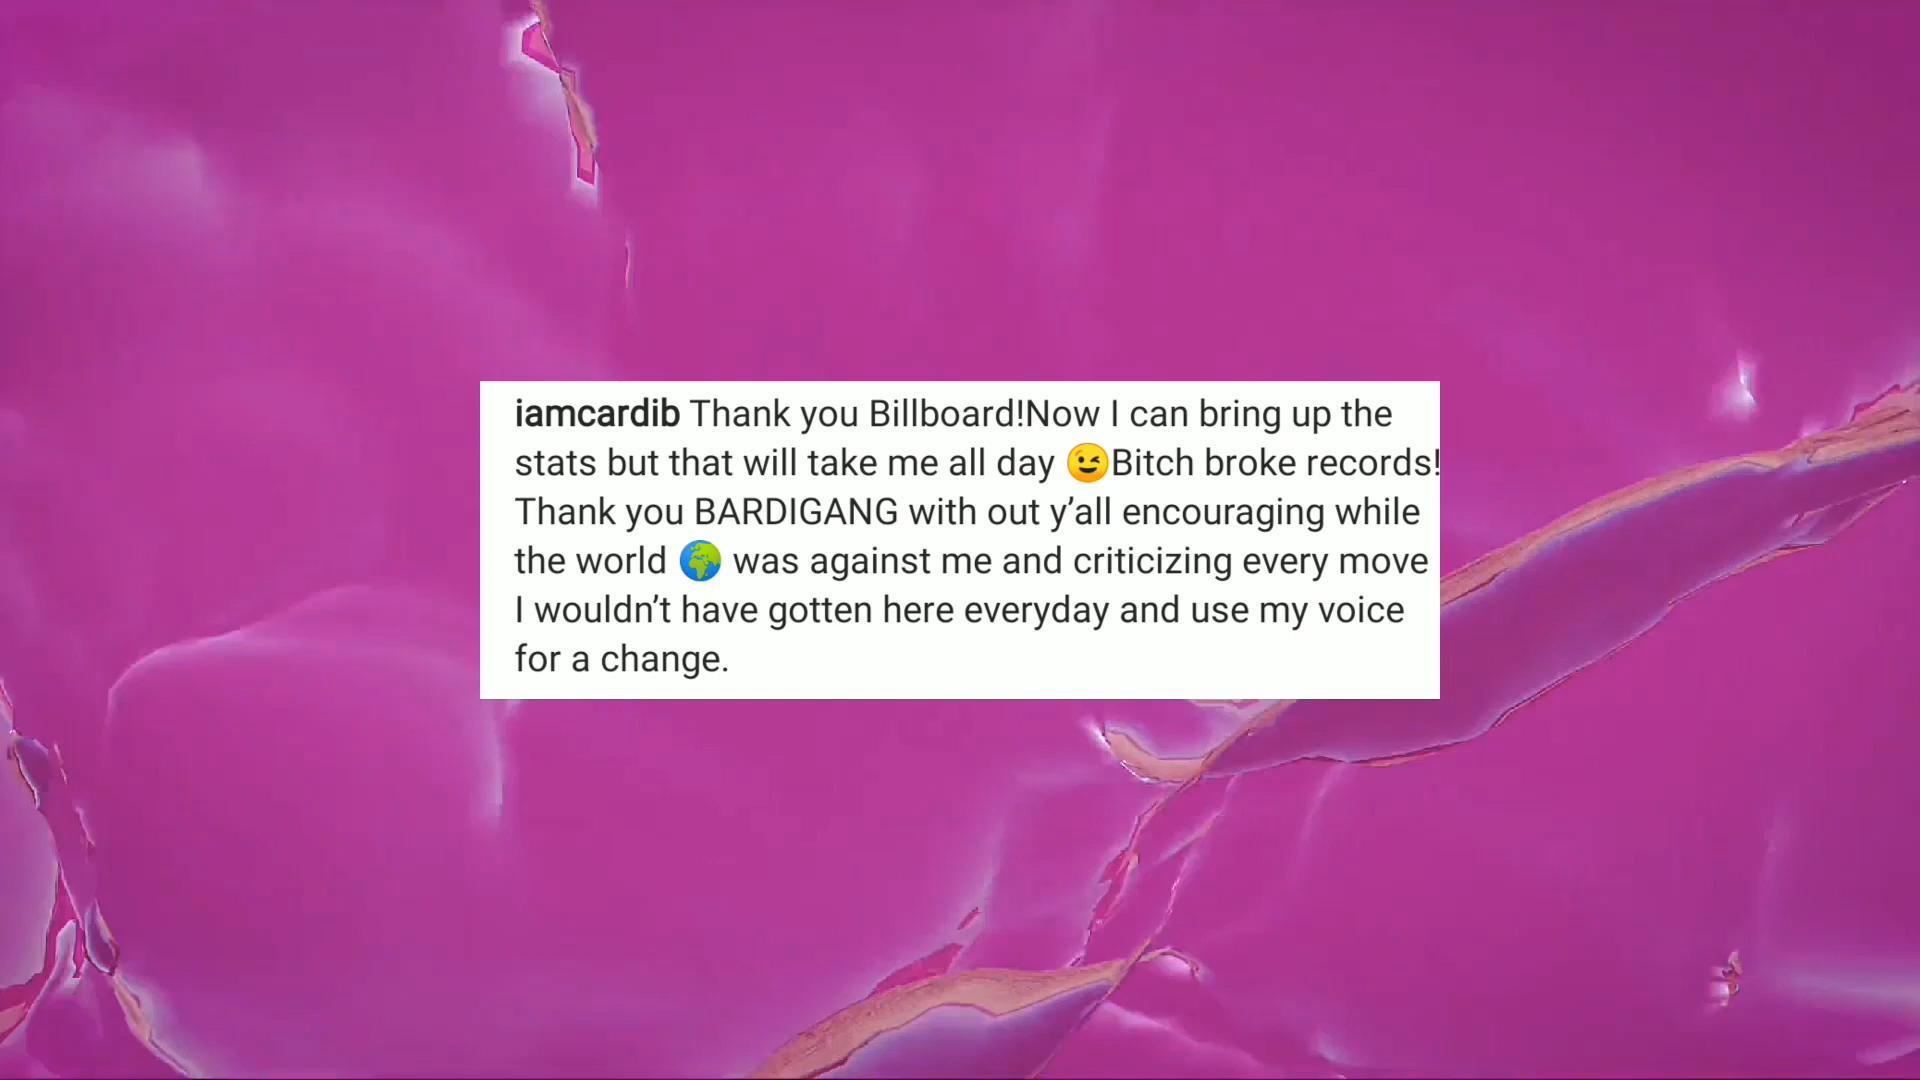 iamcardib Thank you Billboard!Now I can bring up the
stats but that will take me all day 😉Bitch broke records!
Thank you BARDIGANG with out y’all encouraging while
the world 🌍 was against me and criticizing every move
I wouldn’t have gotten here everyday and use my voice
for a change.